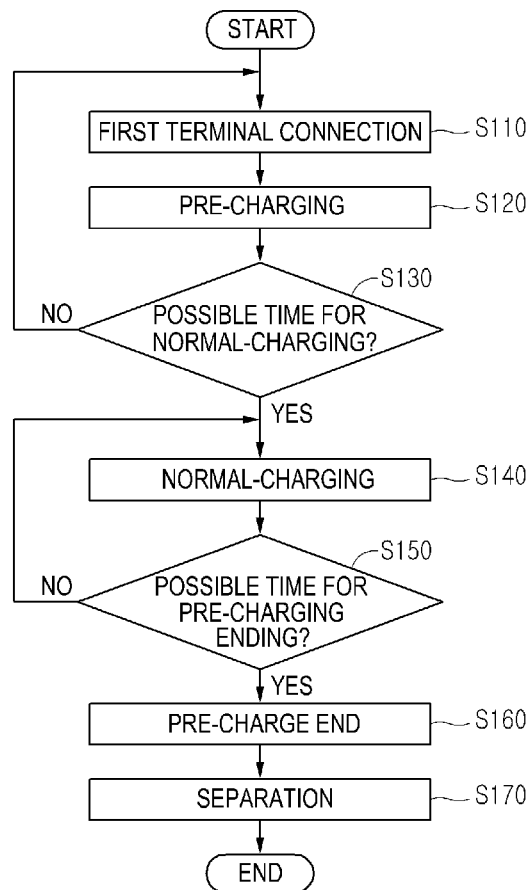 START
FIRST TERMINAL CONNECTION
S110
PRE-CHARGING
S120
S130
NO
POSSIBLE TIME FOR
NORMAL-CHARGING?
YES
NORMAL-CHARGING
S140
S150
NO
POSSIBLE TIME FOR
PRE-CHARGING
ENDING?
YES
PRE-CHARGE END
S160
SEPARATION
S170
END